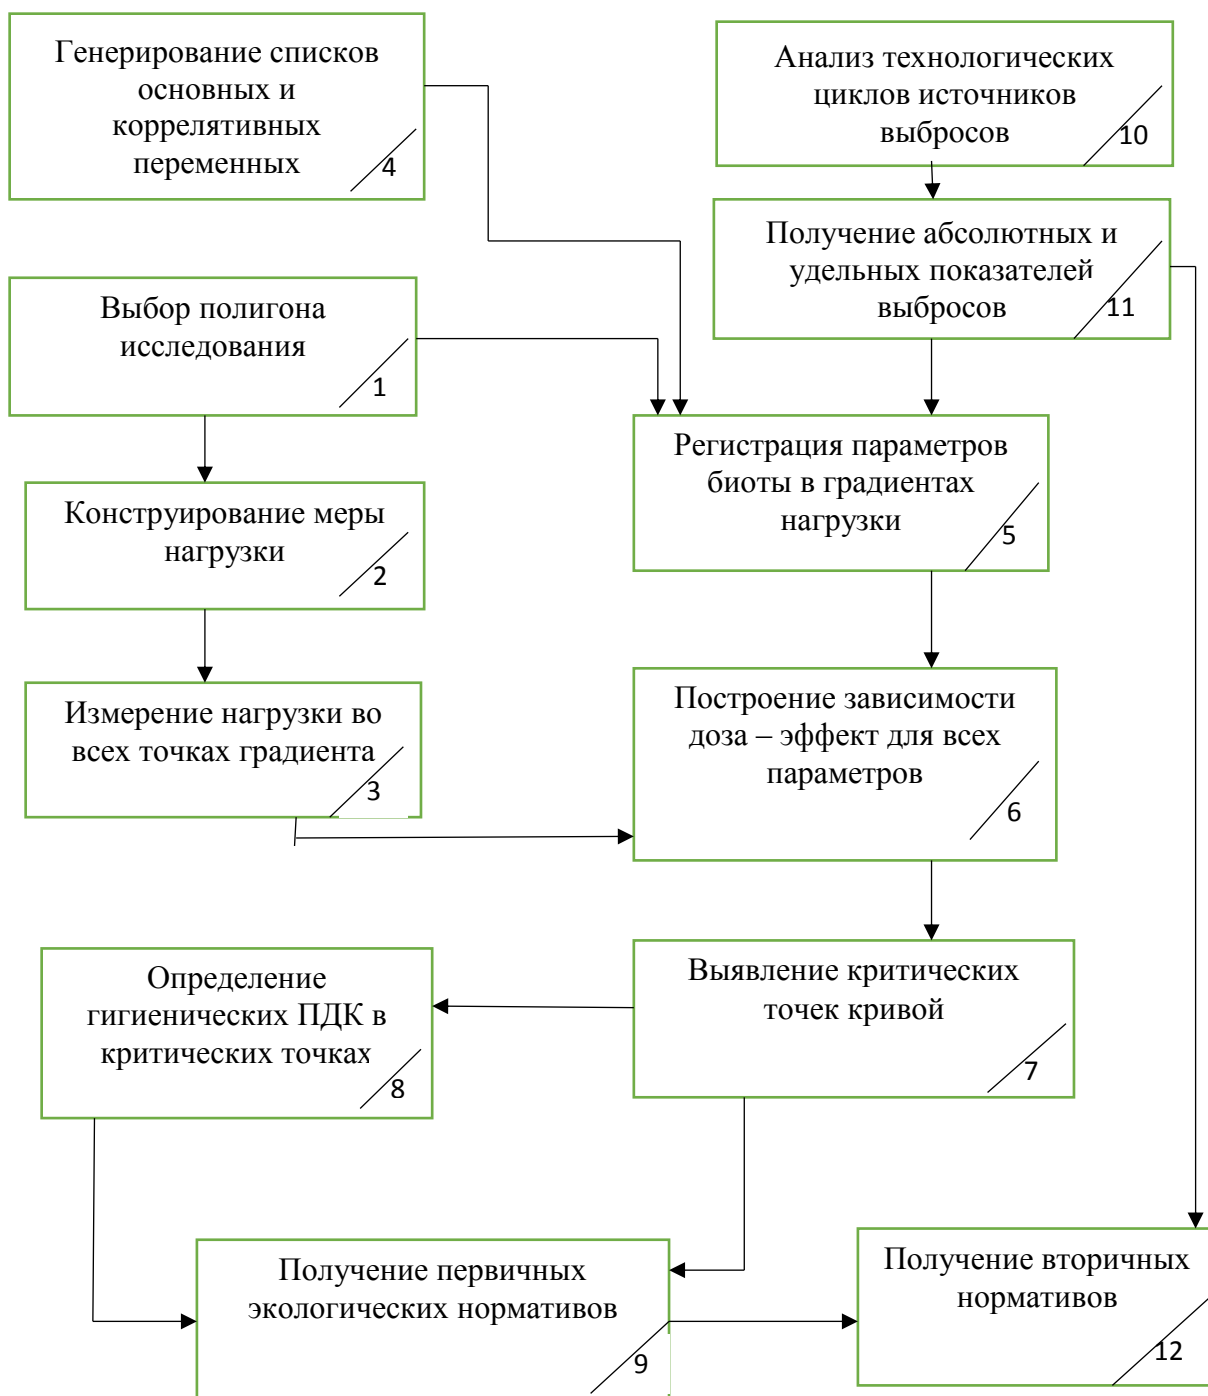 Генерирование списков
основных и
коррелятивных
переменных
4
Анализ технологических
циклов источников
выбросов
10
Получение абсолютных и
удельных показателей
выбросов
11
Выбор полигона
исследования
1
Регистрация параметров
биоты в градиентах
нагрузки
5
Конструирование меры
нагрузки
2
Измерение нагрузки во
всех точках градиента
3
Построение зависимости
доза – эффект для всех
параметров
6
Определение
гигиенических ПДК в
критических точках
8
Выявление критических
точек кривой
7
Получение первичных
экологических нормативов
9
Получение вторичных
нормативов
12